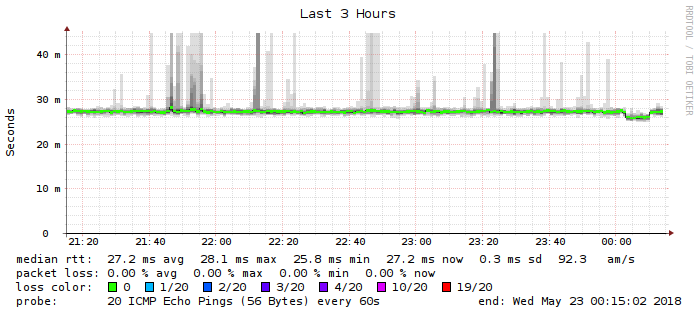 Last 3 Hours
RRDTOOL / TOBI OETIKER
Seconds
40 m
30 m
20 m
10 m
0
21:20 21:40 22:00 22:20 22:40 23:00 23:20 23:40 00:00
median rtt: 27.2 ms avg 28.1 ms max 25.8 ms min 27.2 ms now 0.3 ms sd 92.3 am/s
packet loss: 0.00 % avg 0.00 % max 0.00 % min 0.00 % now
loss color: 0 1/20 2/20 3/20 4/20 10/20 19/20
probe: 20 ICMP Echo Pings (56 Bytes) every 60s end: Wed May 23 00:15:02 2018